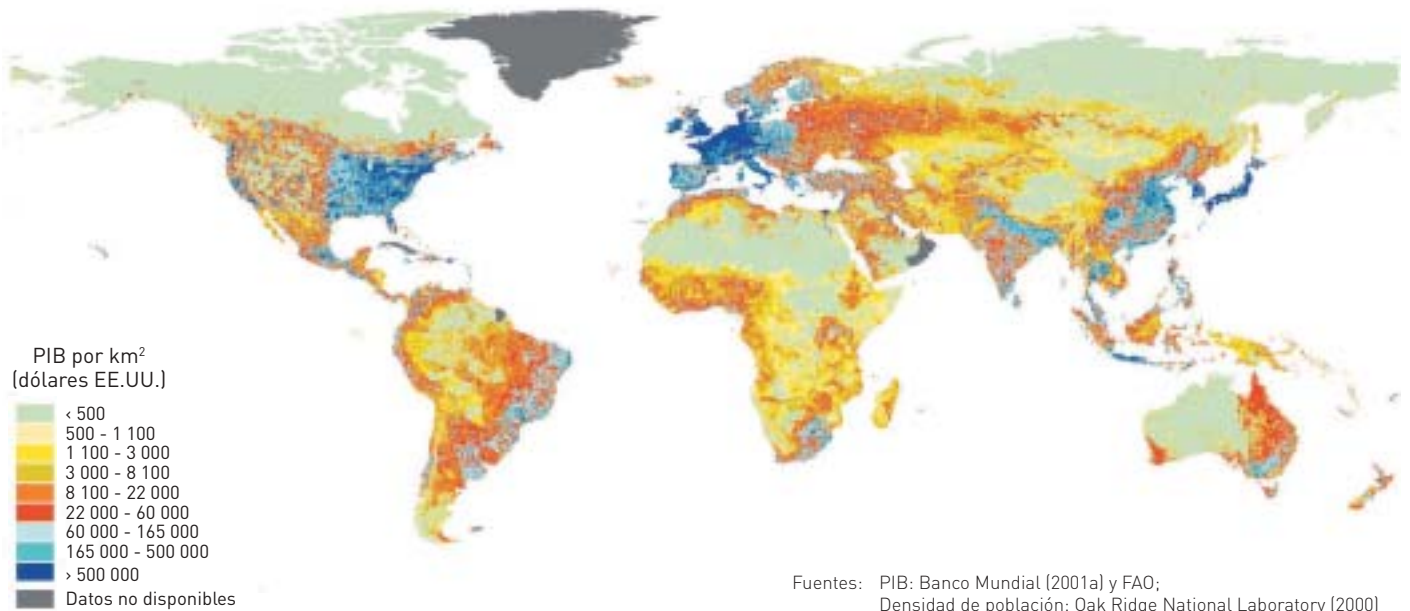 PIB por km²
(dólares EE.UU.)
‹ 500
500 - 1 100
1 100 - 3 000
3 000 - 8 100
8 100 - 22 000
22 000 - 60 000
60 000 - 165 000
165 000 - 500 000
› 500 000
Datos no disponibles
Fuentes: PIB: Banco Mundial (2001a) y FAO;
Densidad de población: Oak Ridge National Laboratory (2000)